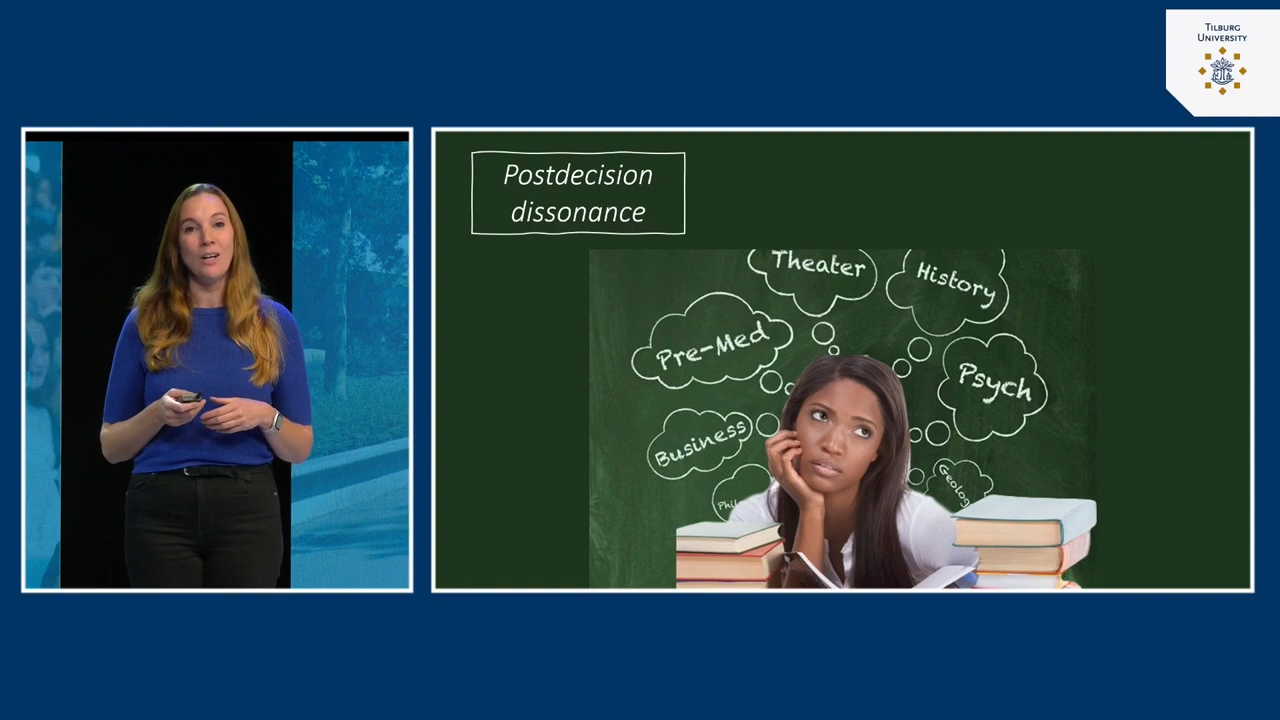 TILBURG
UNIVERSITY
Postdecision
dissonance
Theater
History
Pre-Med
Psych
Business